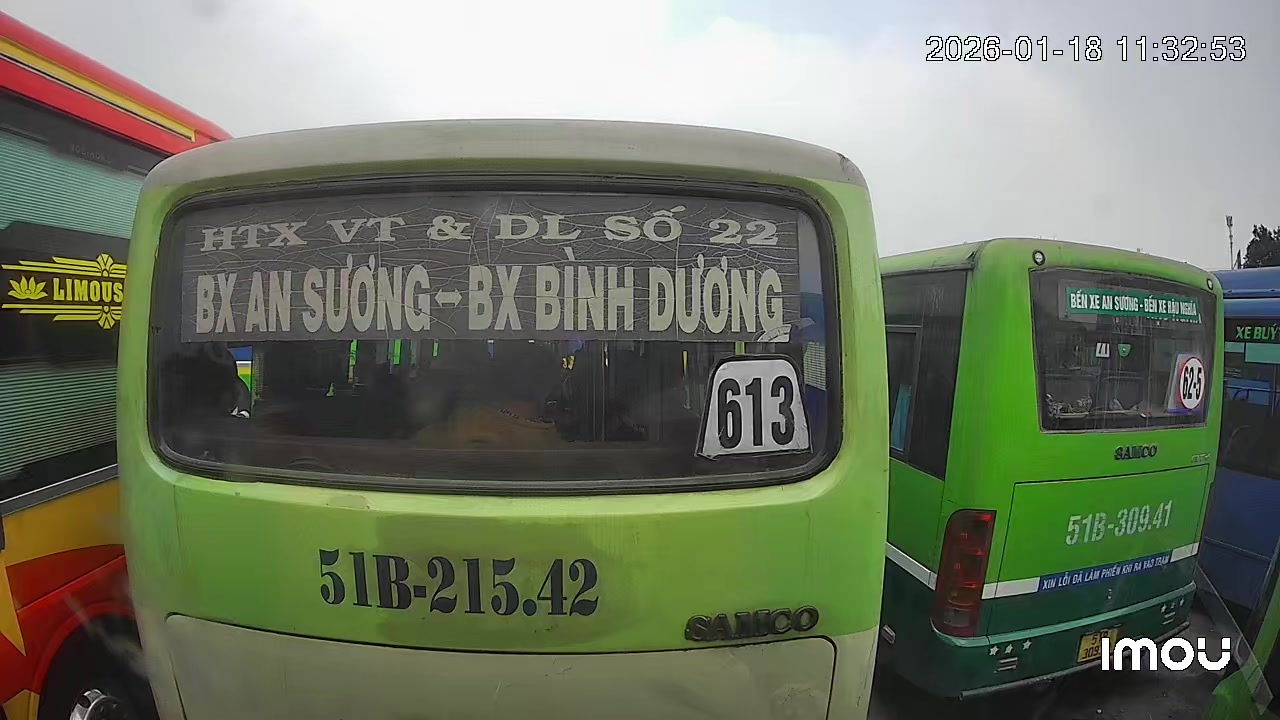 2026-01-18 11:32:53
HTX VT & DL SỐ 22
BX AN SƯƠNG ↔ BX BÌNH DƯƠNG
613
51B-215.42
SAMCO
LIMOUS
BẾN XE AN SƯƠNG - BẾN XE HẬU NGHĨA
62-5
SAMCO
51B-309.41
XIN LỖI ĐÃ LÀM PHIỀN KHI RA VÀO TRẠM
XE BUÝ
imou